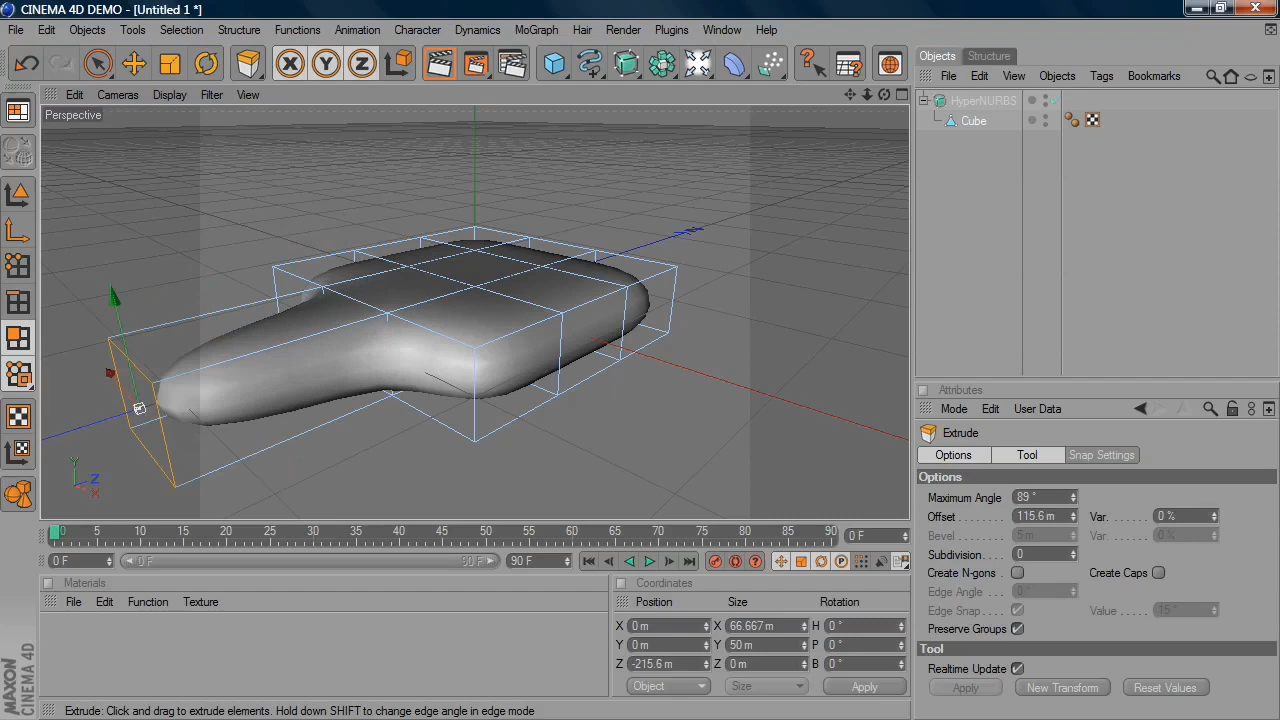 CINEMA 4D DEMO - [Untitled 1 *]
File Edit Objects Tools Selection Structure Functions Animation Character Dynamics MoGraph Hair Render Plugins Window Help
Edit Cameras Display Filter View
Perspective
Y
Z
X
Objects Structure
File Edit View Objects Tags Bookmarks
HyperNURBS
Cube
Attributes
Mode Edit User Data
Extrude
Options Tool Snap Settings
Options
Maximum Angle 89 °
Offset 115.6 m Var. 0 %
Bevel 5 m Var. 0 %
Subdivision 0
Create N-gons Create Caps
Edge Angle 0 °
Edge Snap Value 15 °
Preserve Groups
Tool
Realtime Update
Apply New Transform Reset Values
0 5 10 15 20 25 30 35 40 45 50 55 60 65 70 75 80 85 90 0 F
0 F 0 F 90 F
Materials
File Edit Function Texture
Coordinates
Position Size Rotation
X 0 m X 66.667 m H 0 °
Y 0 m Y 50 m P 0 °
Z -215.6 m Z 0 m B 0 °
Object Size Apply
MAXON CINEMA 4D
Extrude: Click and drag to extrude elements. Hold down SHIFT to change edge angle in edge mode